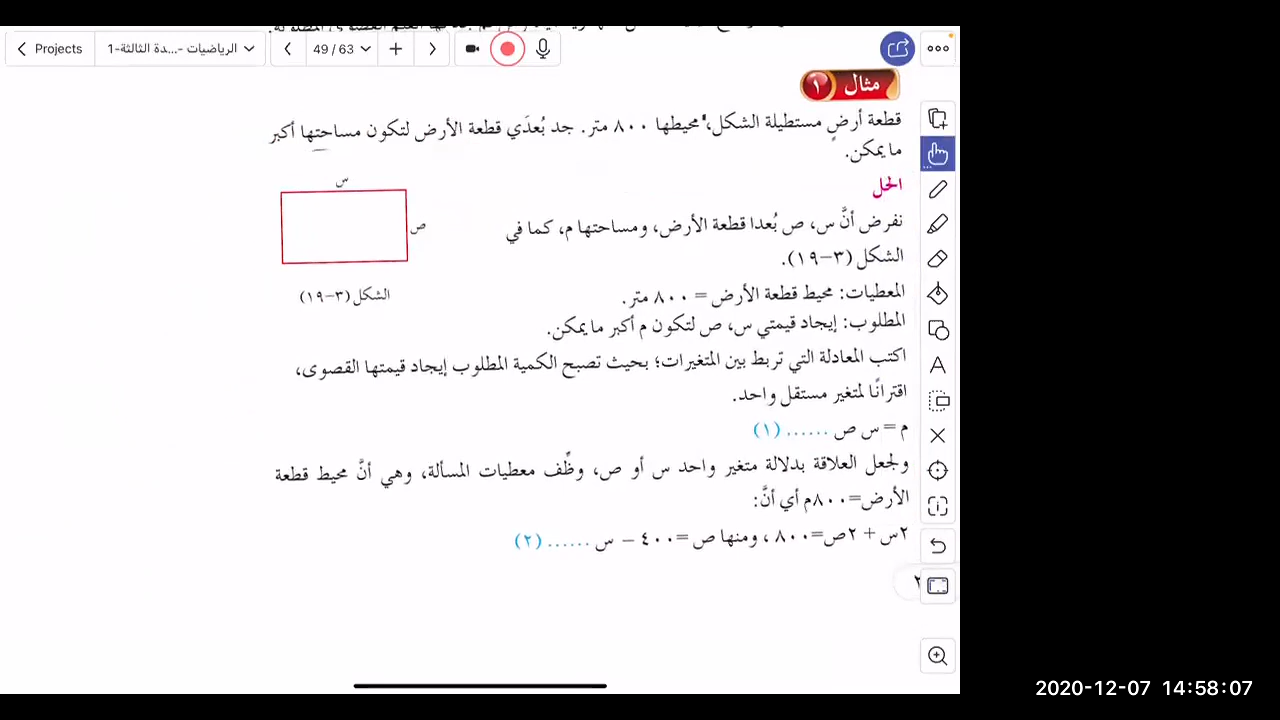 Projects
الرياضيات -...دة الثالثة-1
49 / 63
مثال ١
قطعة أرضٍ مستطيلة الشكل، محيطها ٨٠٠ متر. جد بُعدَي قطعة الأرض لتكون مساحتها أكبر
ما يمكن.
الحل
س
ص
نفرض أنَّ س، ص بُعدا قطعة الأرض، ومساحتها م، كما في
الشكل (٣-١٩).
الشكل (٣-١٩)
المعطيات: محيط قطعة الأرض = ٨٠٠ متر.
المطلوب: إيجاد قيمتي س، ص لتكون م أكبر ما يمكن.
اكتب المعادلة التي تربط بين المتغيرات؛ بحيث تصبح الكمية المطلوب إيجاد قيمتها القصوى،
اقترانًا لمتغير مستقل واحد.
م = س ص ...... (١)
ولجعل العلاقة بدلالة متغير واحد س أو ص، وظِّف معطيات المسألة، وهي أنَّ محيط قطعة
الأرض=٨٠٠م أي أنَّ:
٢س + ٢ص=٨٠٠ ، ومنها ص =٤٠٠ – س ...... (٢)
٢
2020-12-07 14:58:07